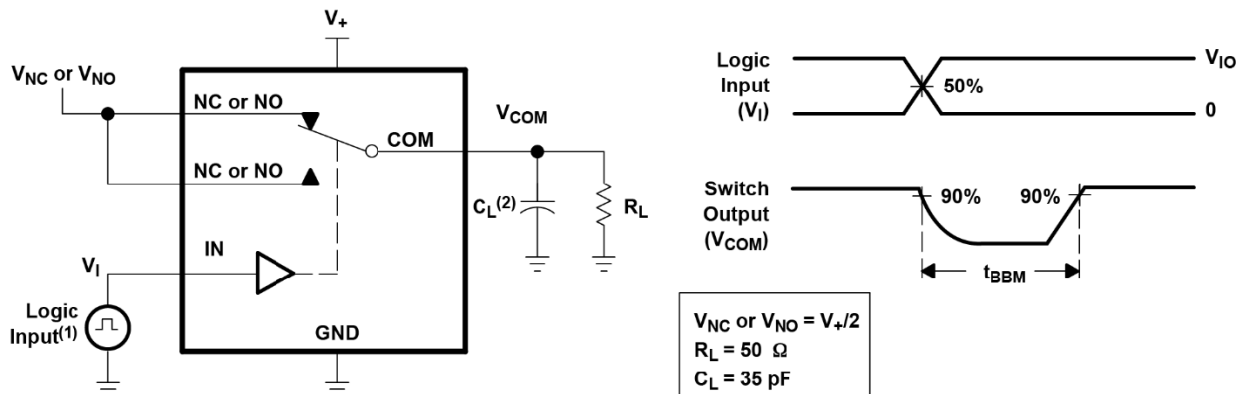 V+
VNC or VNO
NC or NO
VCOM
COM
NC or NO
CL(2)
RL
IN
VI
Logic
Input(1)
GND
Logic
Input
(VI)
50%
VIO
0
Switch
Output
(VCOM)
90%
90%
tBBM
VNC or VNO = V+/2
RL = 50 Ω
CL = 35 pF